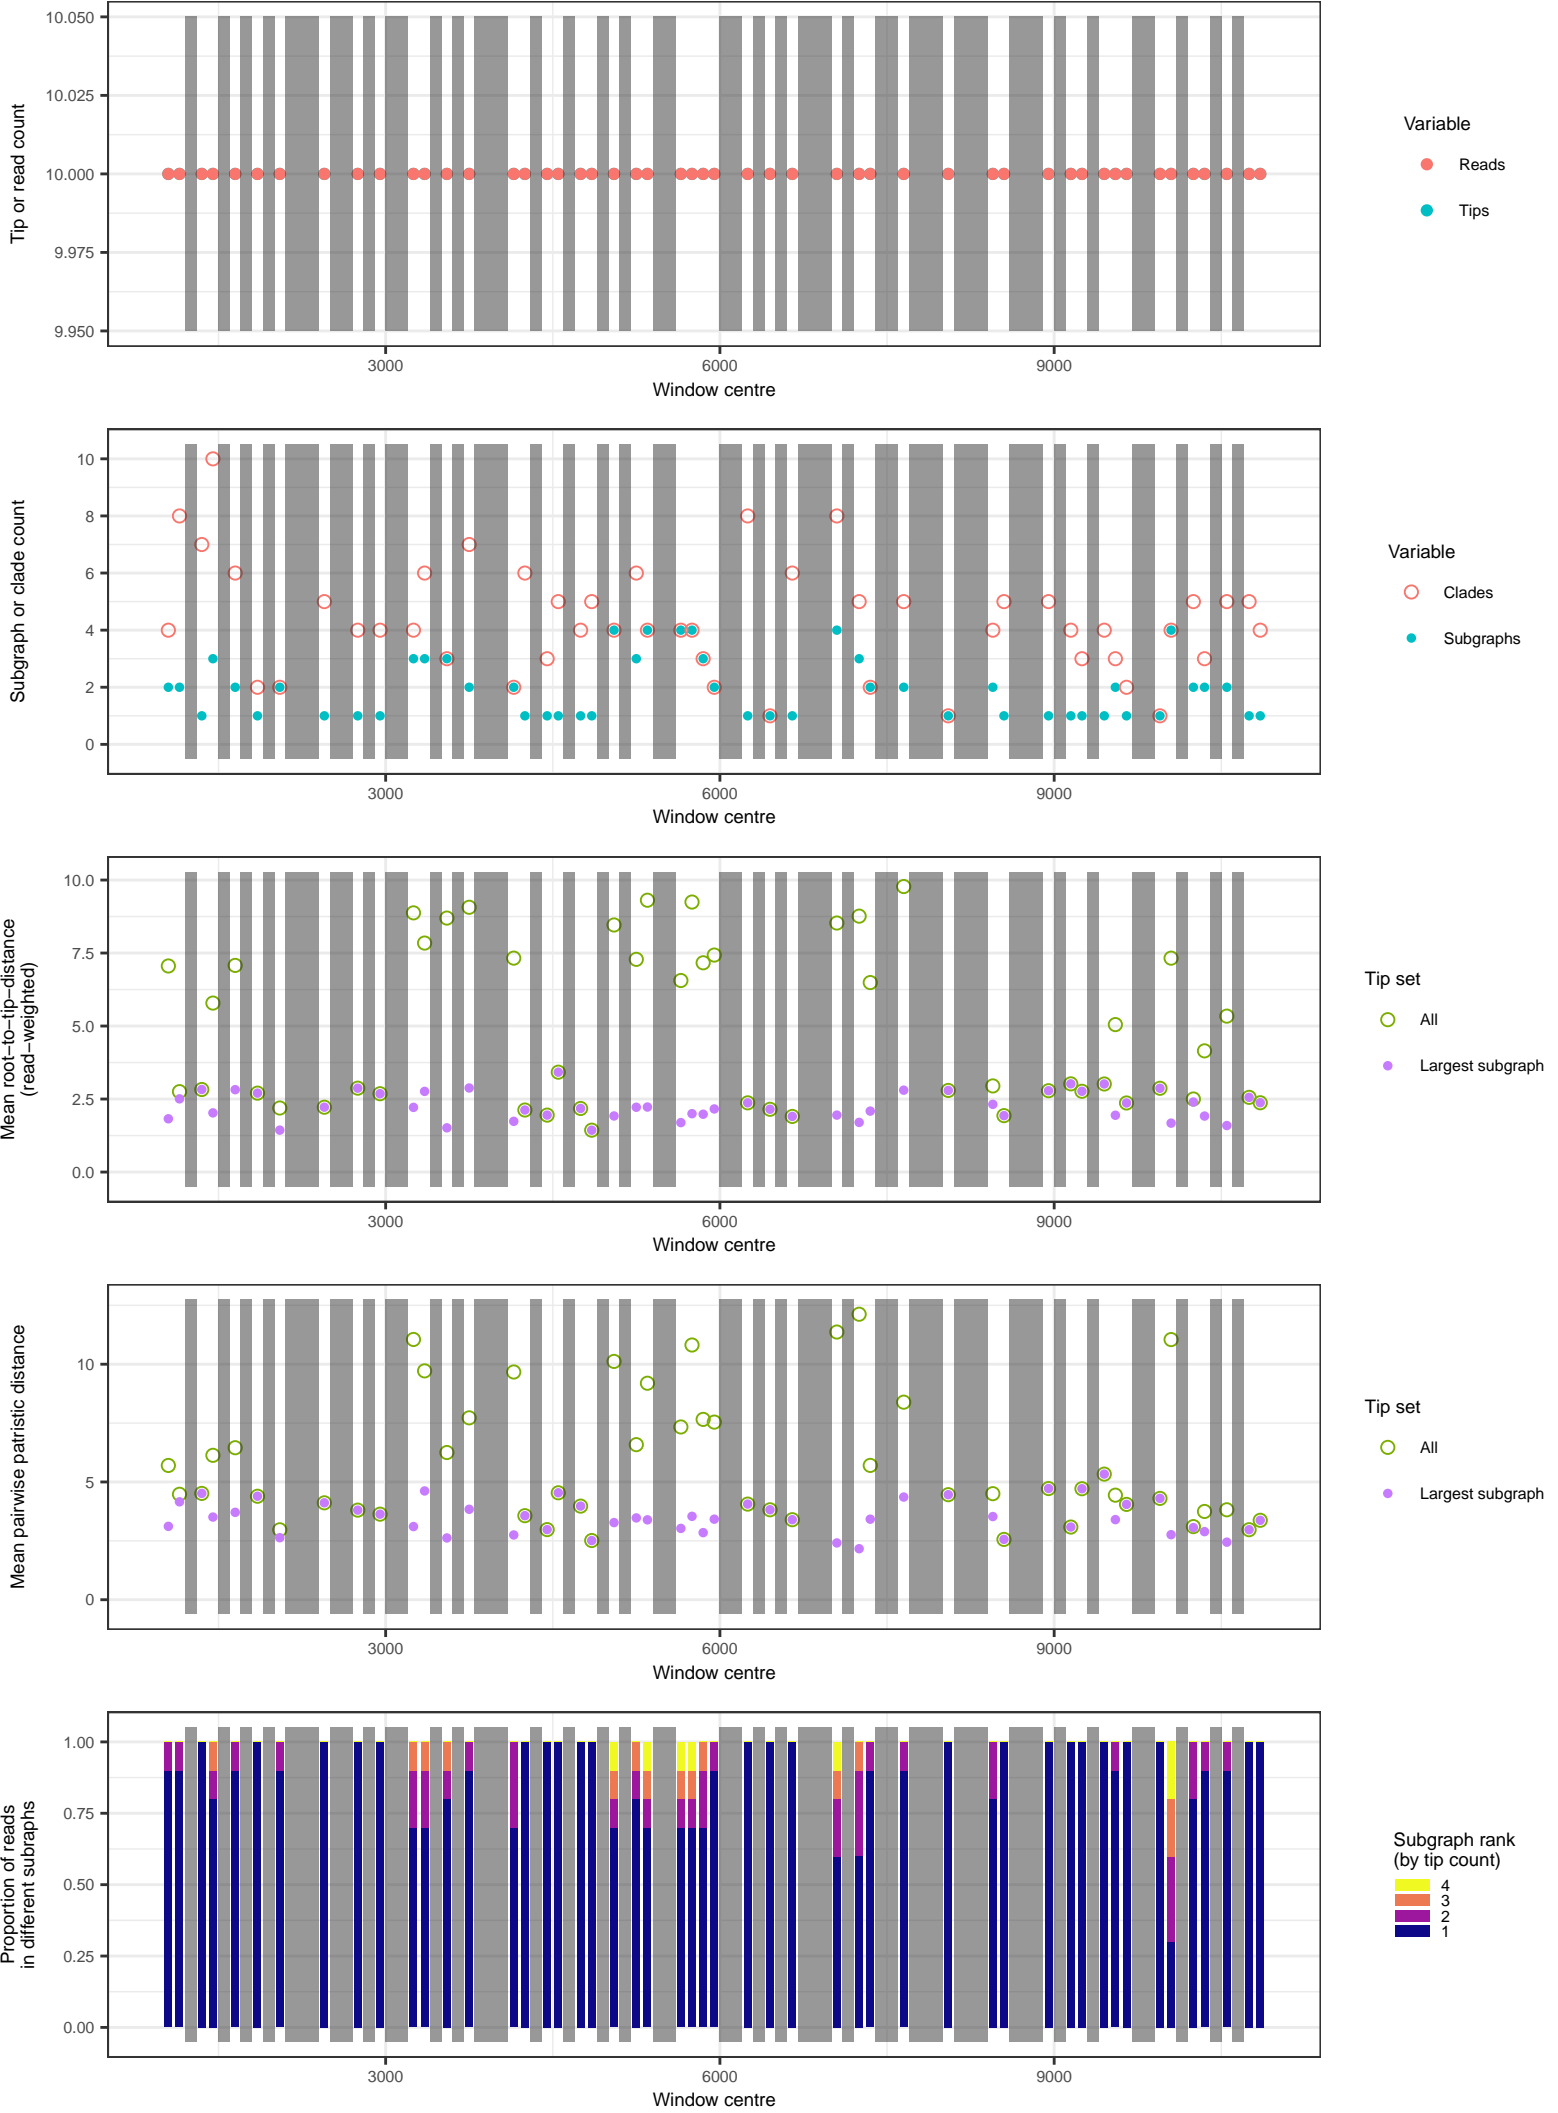 10.050
10.025
10.000
9.975
9.950
Tip or read count
3000 6000 9000
Window centre
Variable
Reads
Tips
10
8
6
4
2
0
Subgraph or clade count
3000 6000 9000
Window centre
Variable
Clades
Subgraphs
10.0
7.5
5.0
2.5
0.0
Mean root−to−tip−distance
(read−weighted)
3000 6000 9000
Window centre
Tip set
All
Largest subgraph
10
5
0
Mean pairwise patristic distance
3000 6000 9000
Window centre
Tip set
All
Largest subgraph
1.00
0.75
0.50
0.25
0.00
Proportion of reads
in different subraphs
3000 6000 9000
Window centre
Subgraph rank
(by tip count)
4
3
2
1